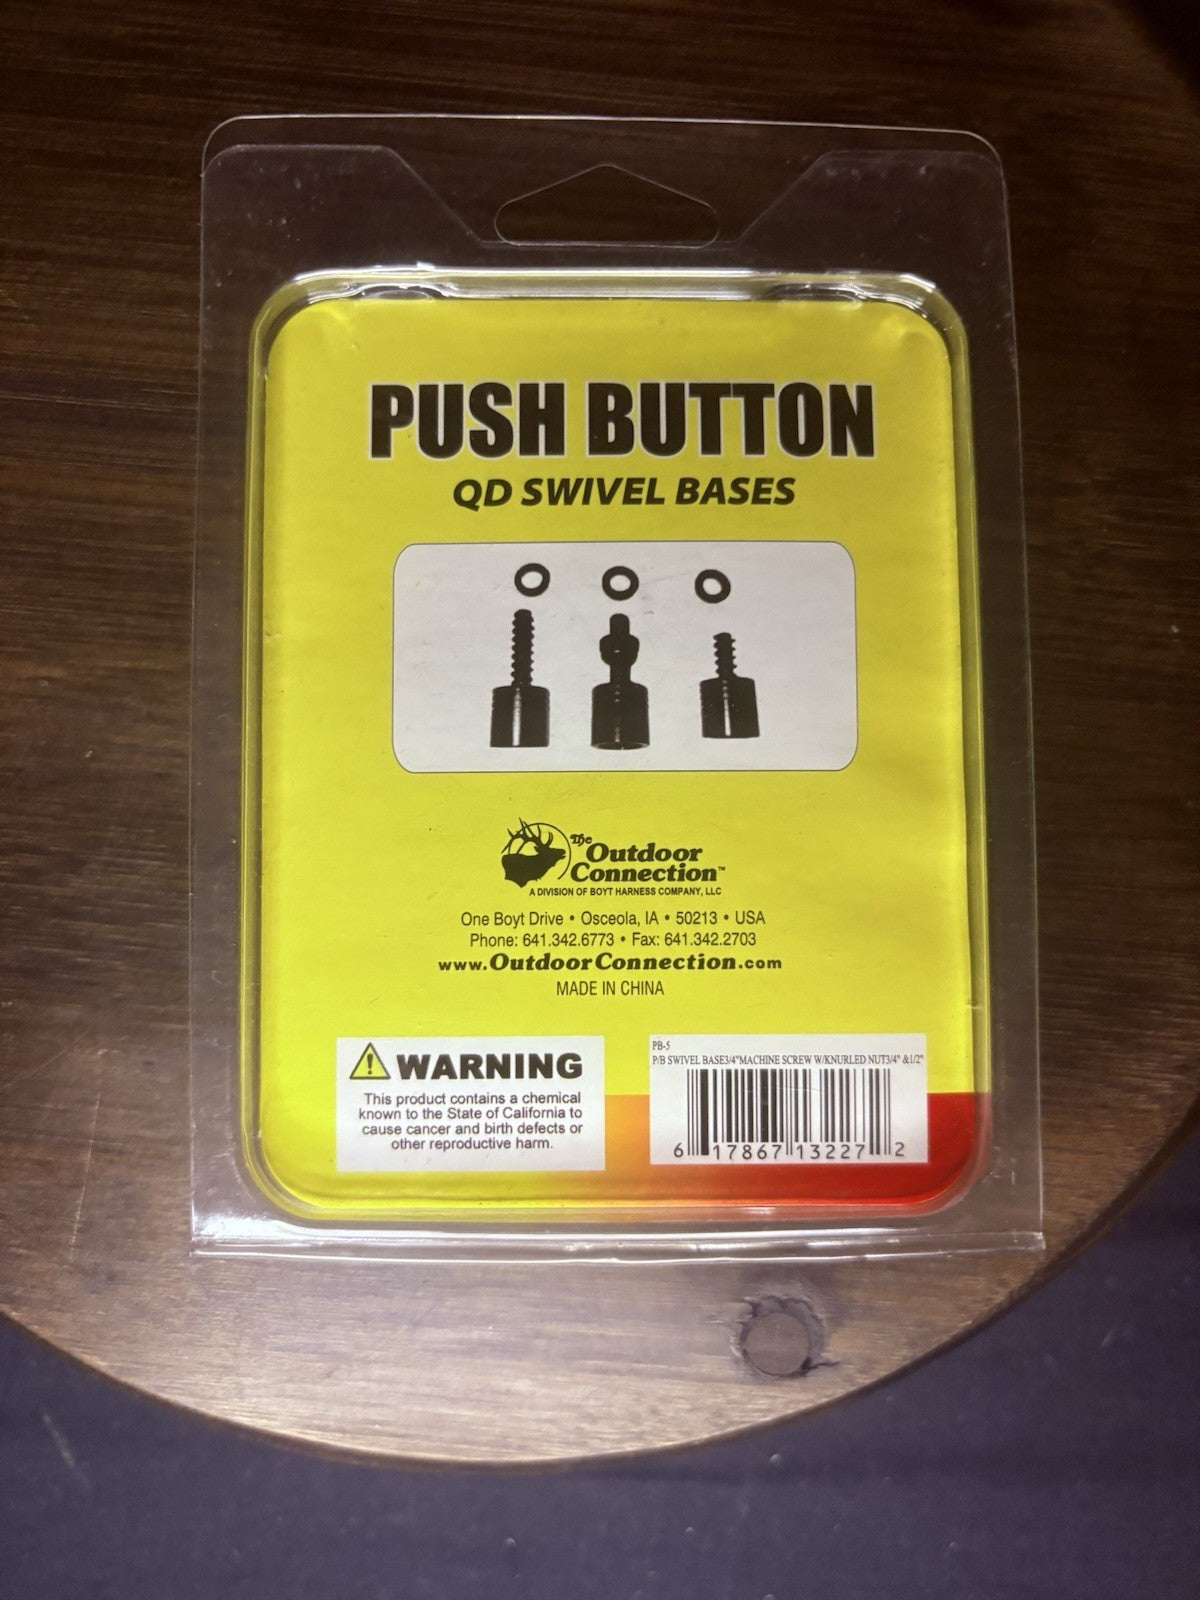 PUSH BUTTON
QD SWIVEL BASES
The
Outdoor
Connection™
A DIVISION OF BOYT HARNESS COMPANY, LLC
One Boyt Drive • Osceola, IA • 50213 • USA
Phone: 641.342.6773 • Fax: 641.342.2703
www.OutdoorConnection.com
MADE IN CHINA
WARNING
This product contains a chemical
known to the State of California to
cause cancer and birth defects or
other reproductive harm.
PB-5
P/B SWIVEL BASE3/4"MACHINE SCREW W/KNURLED NUT3/4" &1/2"
6 17867 13227 2